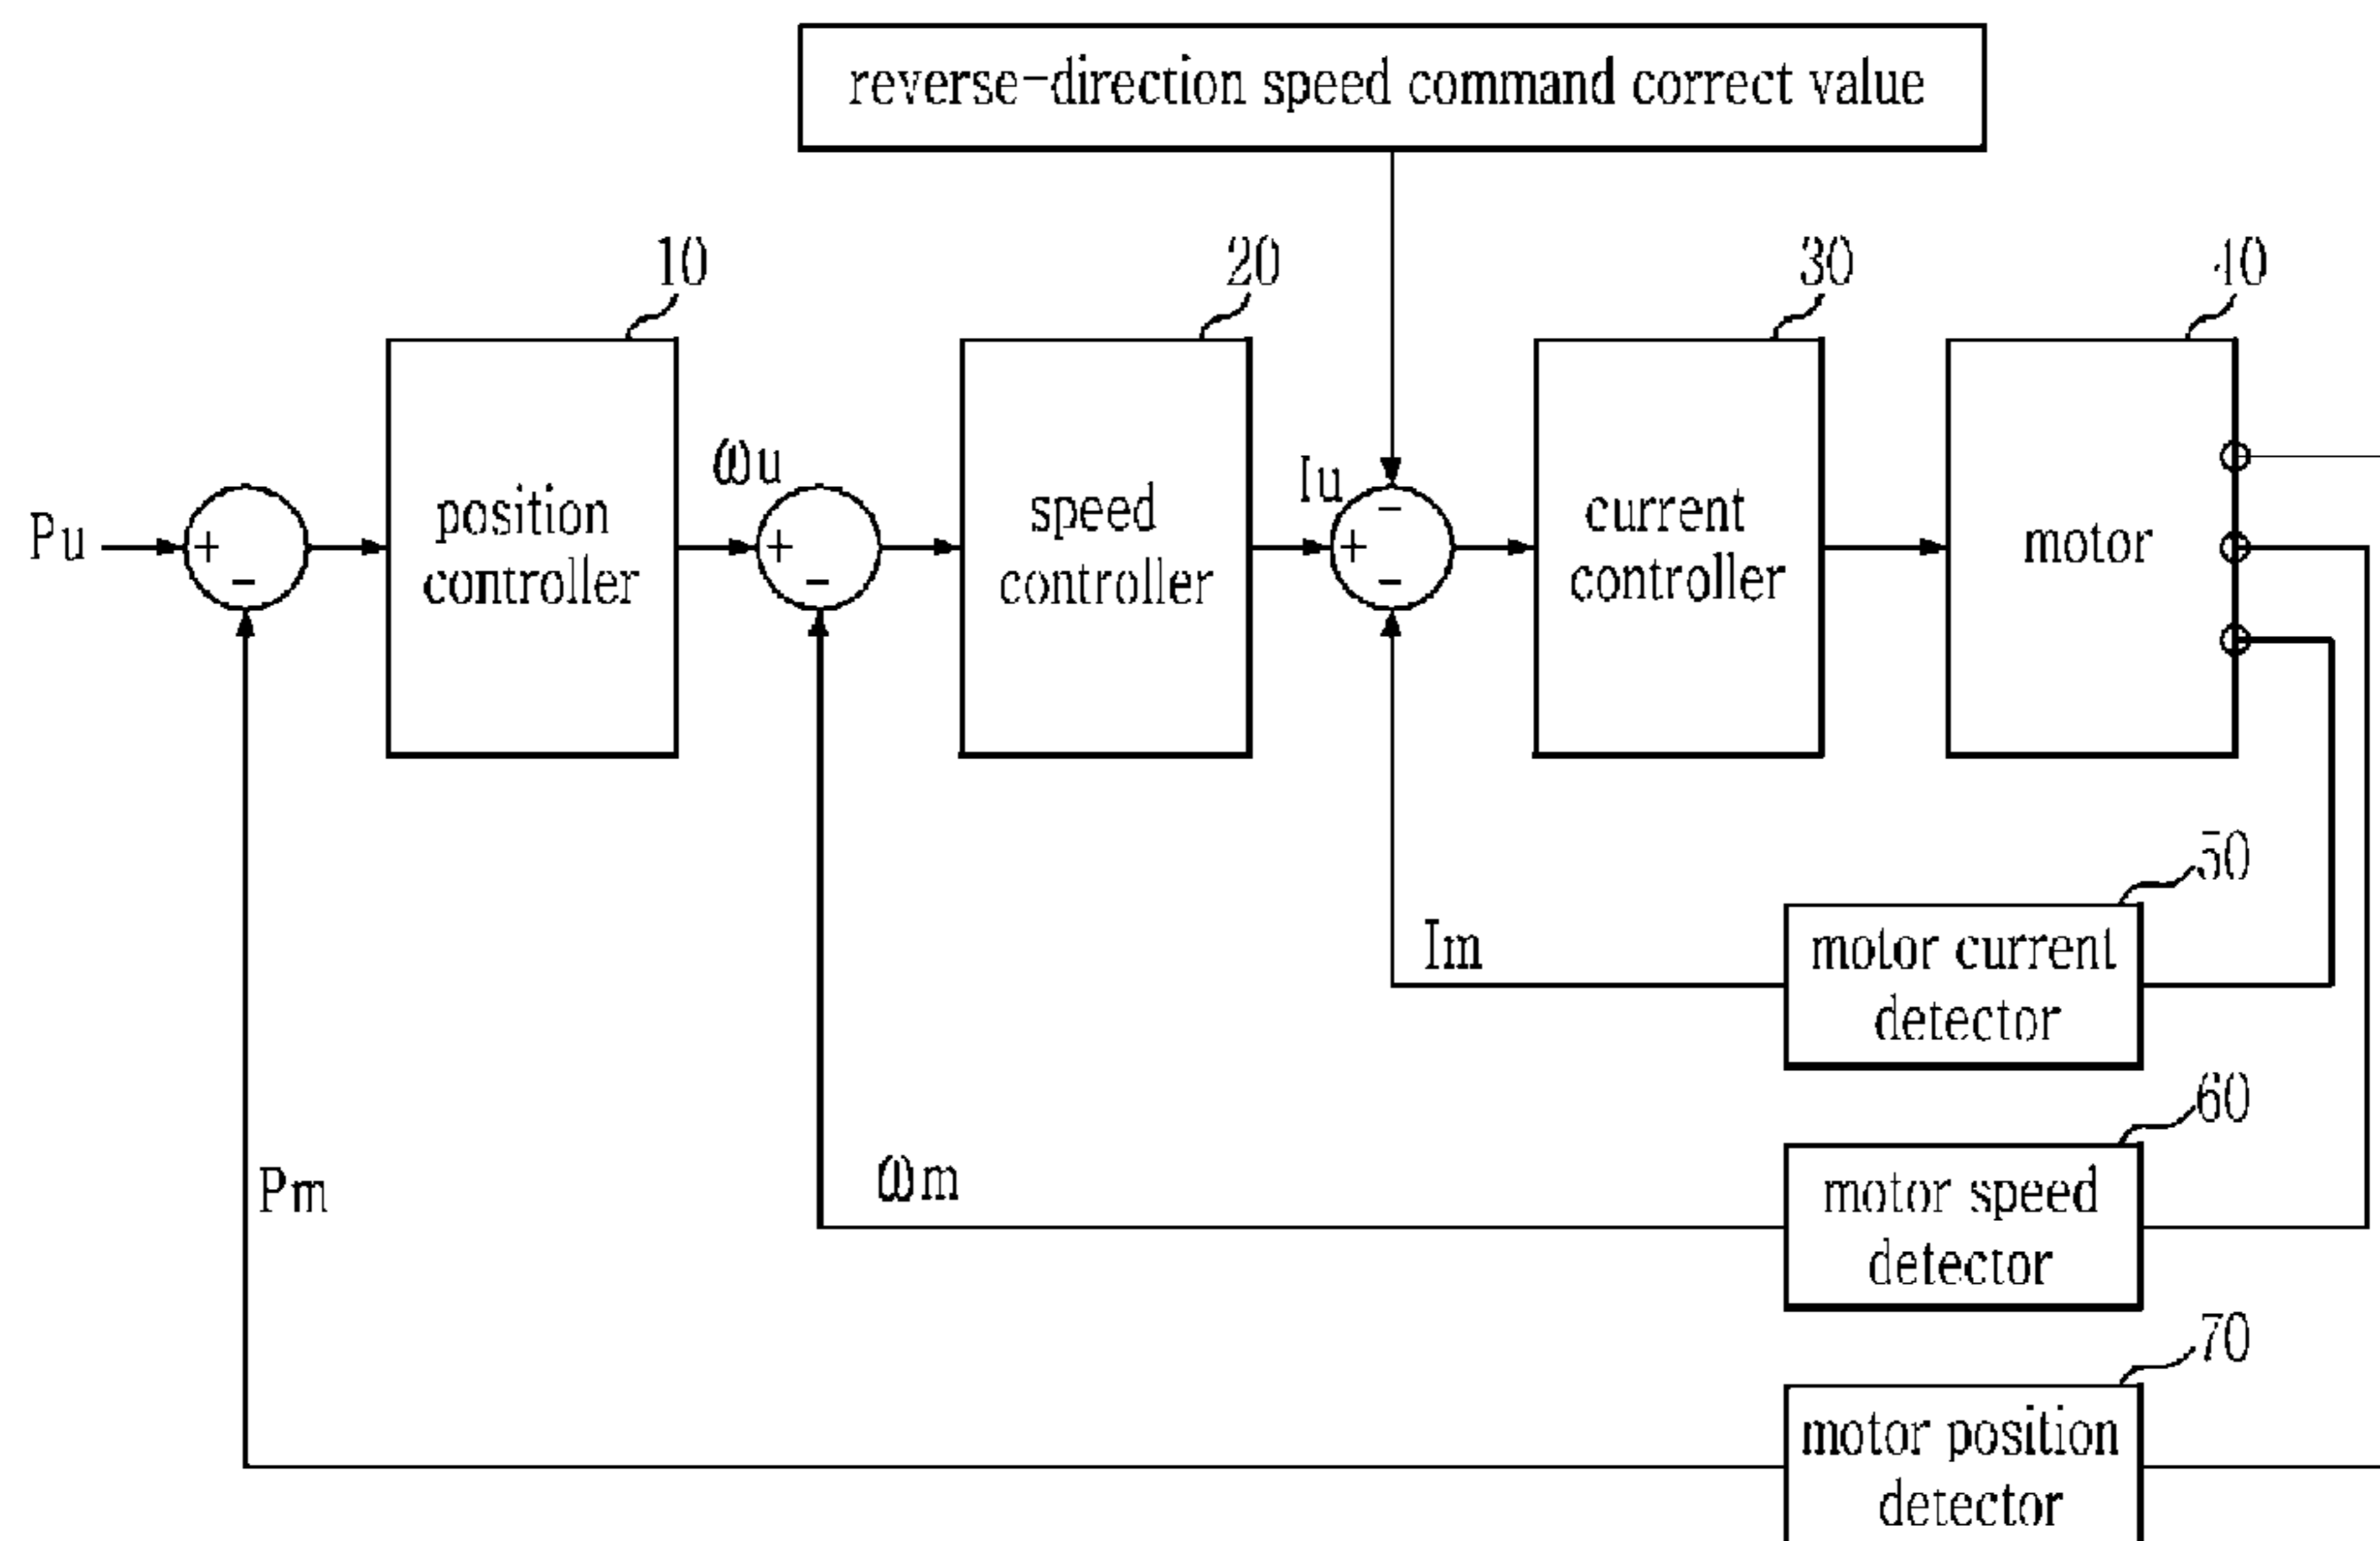 reverse-direction speed command correct value
10
20
30
40
Pu
+
-
position
controller
ωu
+
-
speed
controller
Iu
-
+
-
current
controller
motor
50
Im
motor current
detector
60
Pm
ωm
motor speed
detector
70
motor position
detector